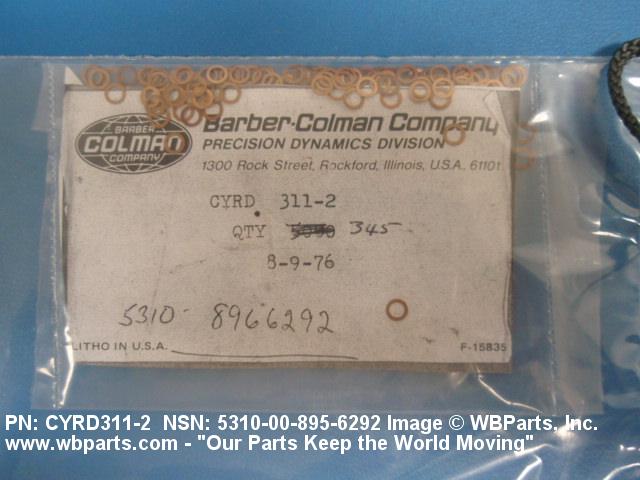 BARBER
COLMAN
COMPANY
Barber-Colman Company
PRECISION DYNAMICS DIVISION
1300 Rock Street, Rockford, Illinois, U.S.A. 61101
CYRD 311-2
QTY 345
8-9-76
5310- 8966292
LITHO IN U.S.A.
F-15835
PN: CYRD311-2 NSN: 5310-00-895-6292 Image © WBParts, Inc.
www.wbparts.com - "Our Parts Keep the World Moving"